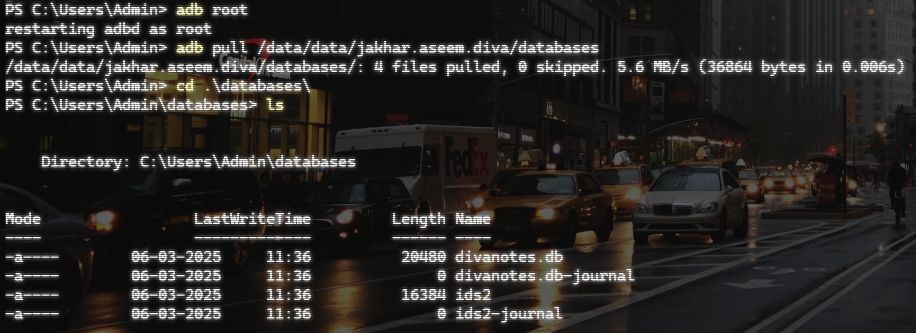 PS C:\Users\Admin> adb root
restarting adbd as root
PS C:\Users\Admin> adb pull /data/data/jakhar.aseem.diva/databases
/data/data/jakhar.aseem.diva/databases/: 4 files pulled, 0 skipped. 5.6 MB/s (36864 bytes in 0.006s)
PS C:\Users\Admin> cd .\databases\
PS C:\Users\Admin\databases> ls
Directory: C:\Users\Admin\databases
FedEx
Mode                 LastWriteTime         Length Name
----                 -------------         ------ ----
-a----        06-03-2025     11:36          20480 divanotes.db
-a----        06-03-2025     11:36              0 divanotes.db-journal
-a----        06-03-2025     11:36          16384 ids2
-a----        06-03-2025     11:36              0 ids2-journal